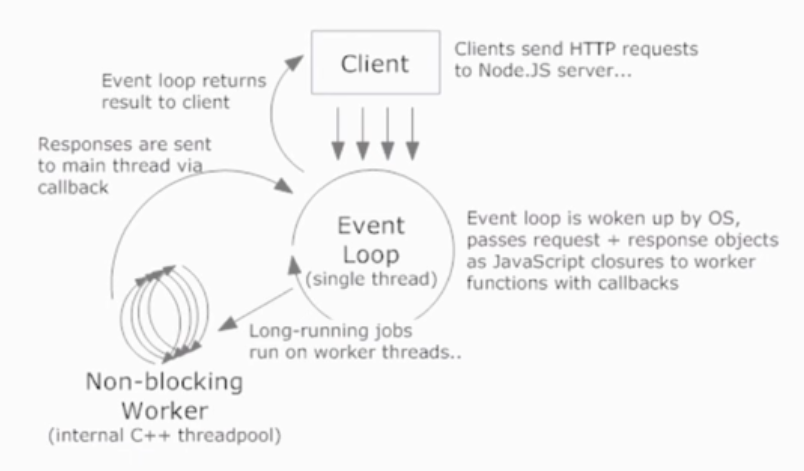 Client
Clients send HTTP requests
to Node.JS server...
Event loop returns
result to client
Responses are sent
to main thread via
callback
Event
Loop
(single thread)
Event loop is woken up by OS,
passes request + response objects
as JavaScript closures to worker
functions with callbacks
Long-running jobs
run on worker threads..
Non-blocking
Worker
(internal C++ threadpool)